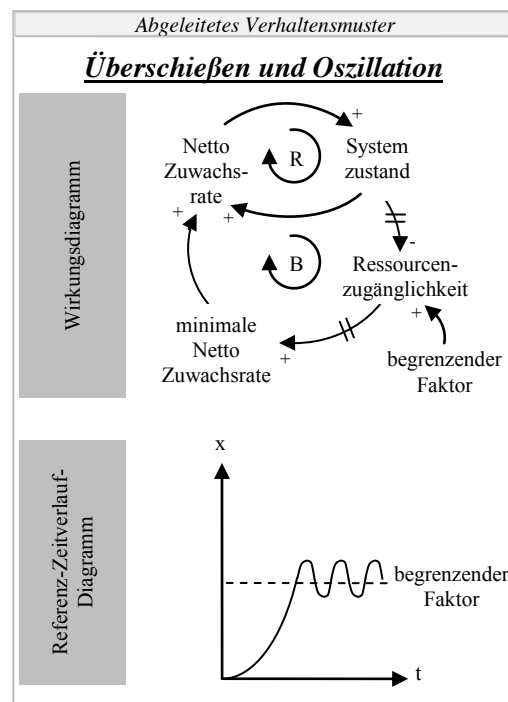 Abgeleitetes Verhaltensmuster
Überschießen und Oszillation
Wirkungsdiagramm
Netto
Zuwachs-
rate
+
+
R
+
System
zustand
B
-
Ressourcen-
zugänglichkeit
+
minimale
Netto
Zuwachsrate
+
begrenzender
Faktor
Referenz-Zeitverlauf-
Diagramm
x
begrenzender
Faktor
t